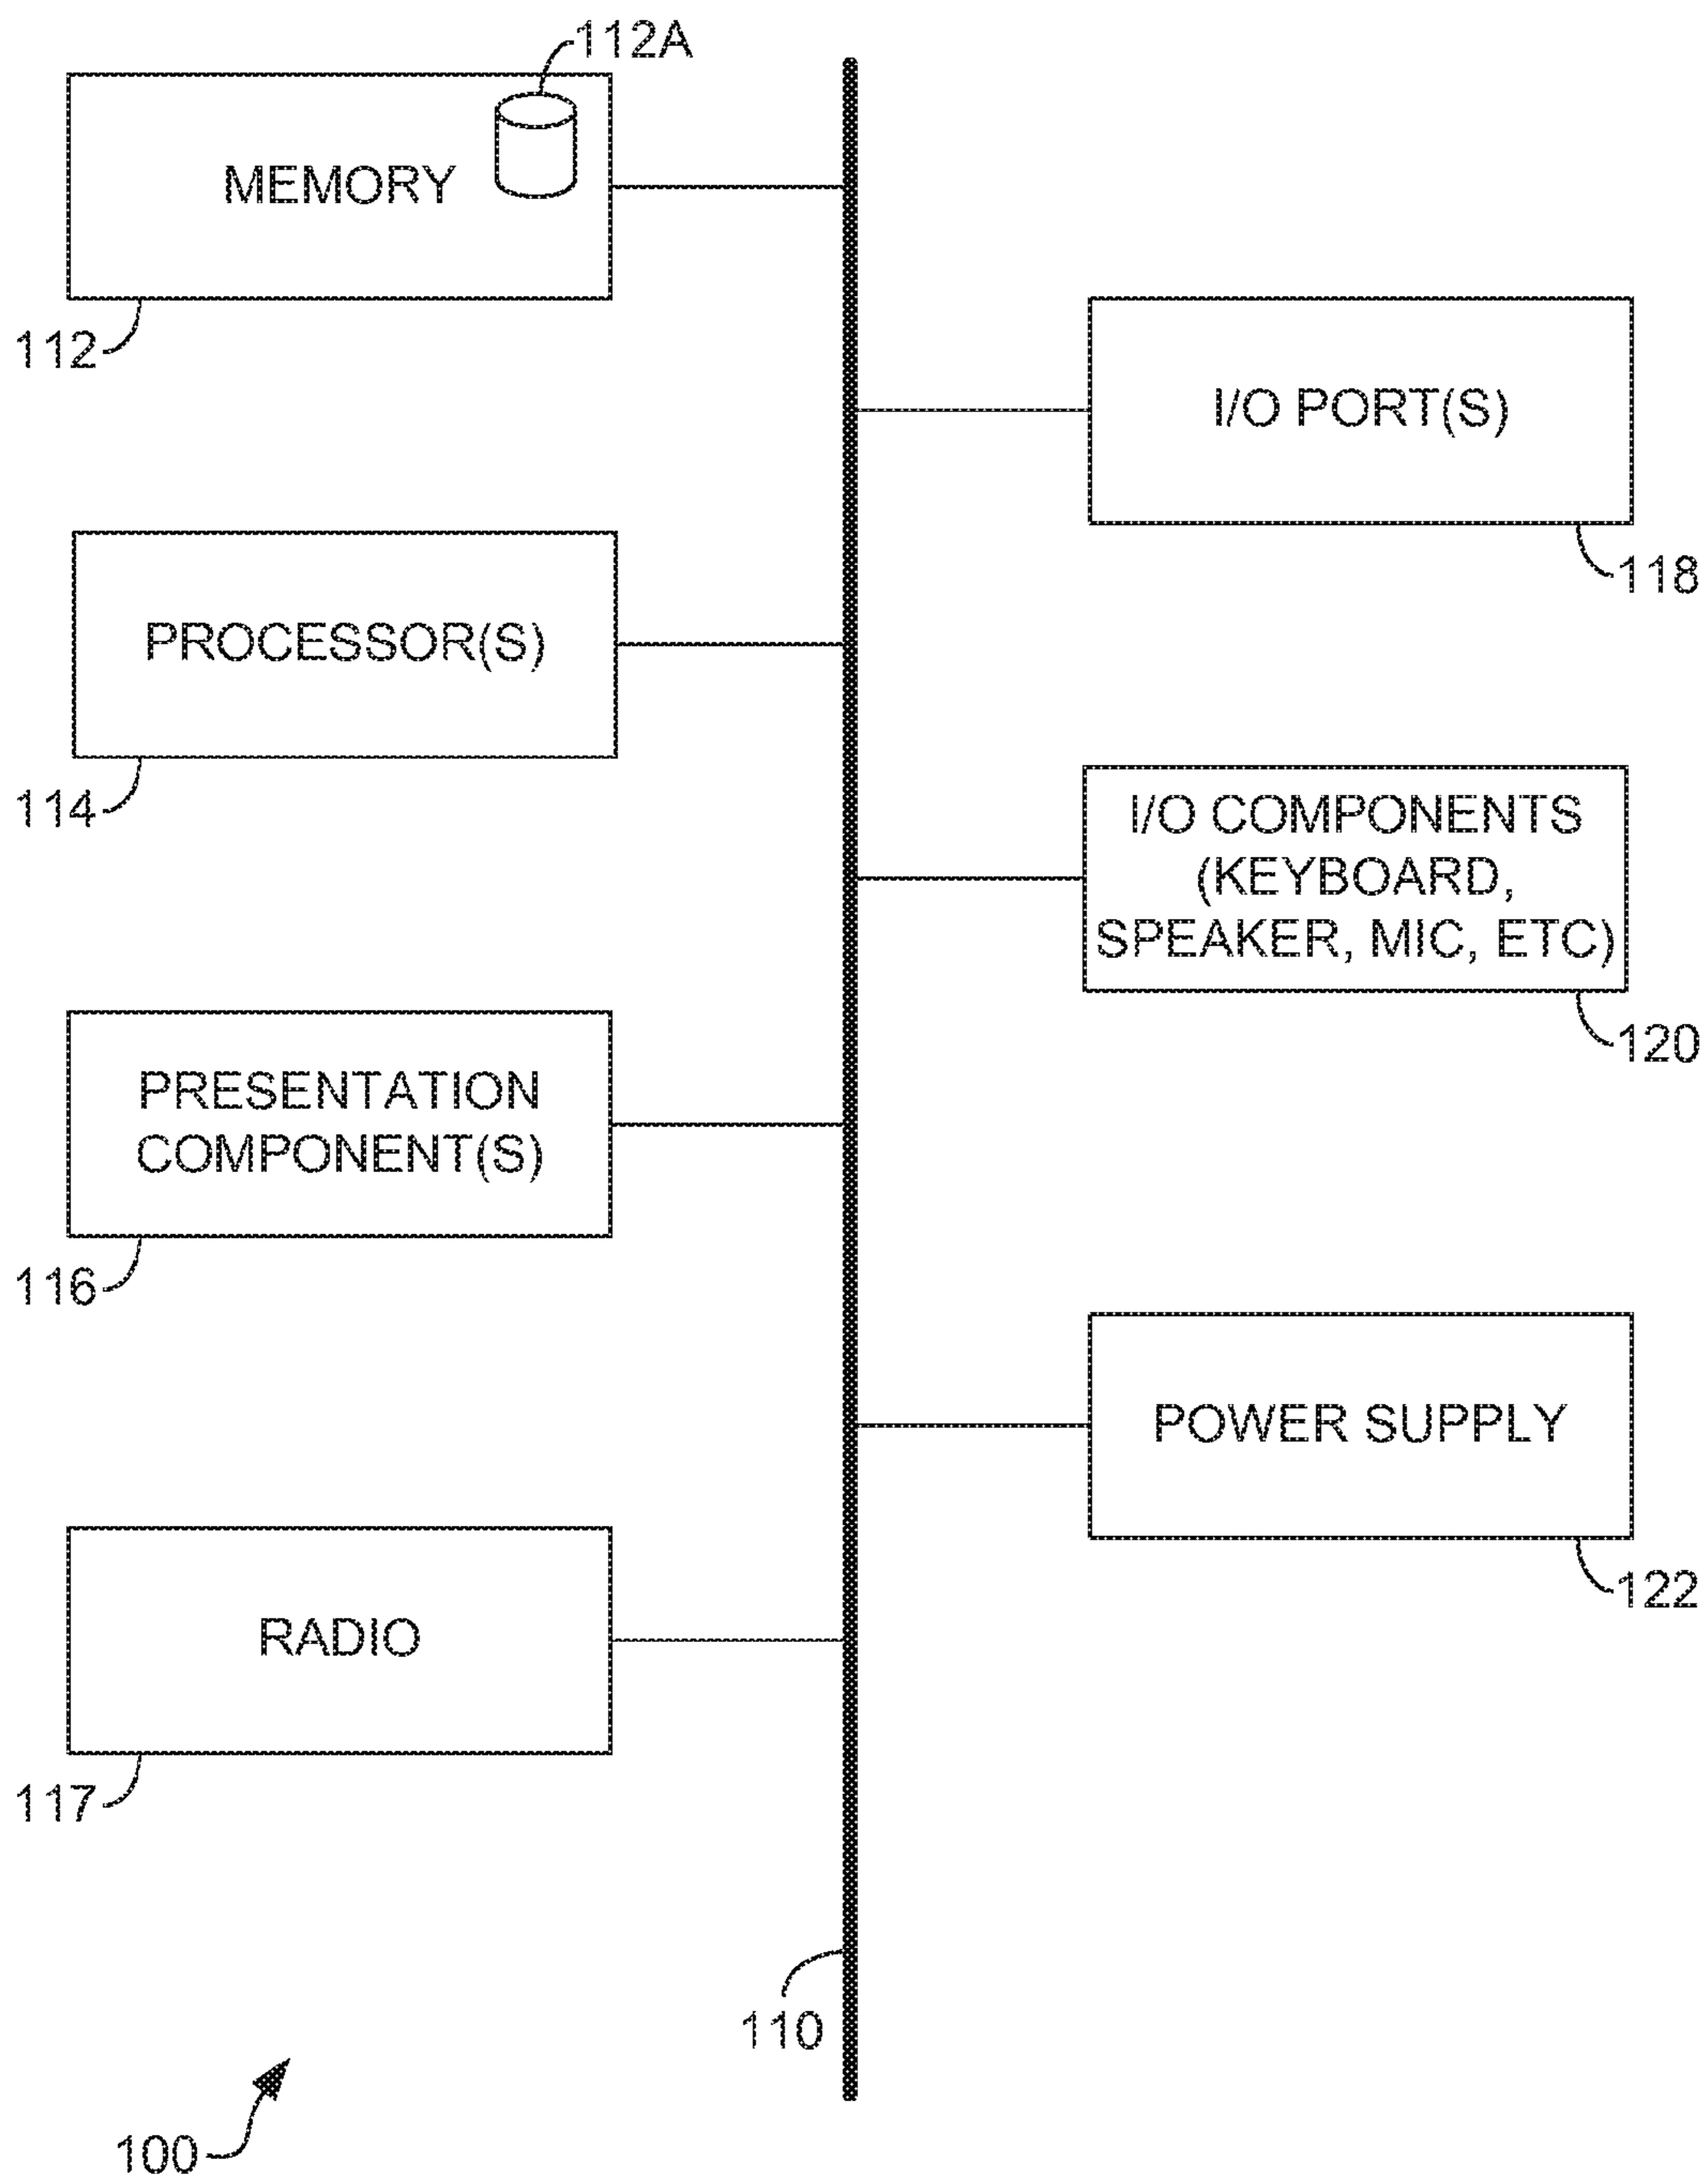 112A
MEMORY
112
I/O PORT(S)
118
PROCESSOR(S)
114
I/O COMPONENTS
(KEYBOARD,
SPEAKER, MIC, ETC)
120
PRESENTATION
COMPONENT(S)
116
POWER SUPPLY
122
RADIO
117
110
100